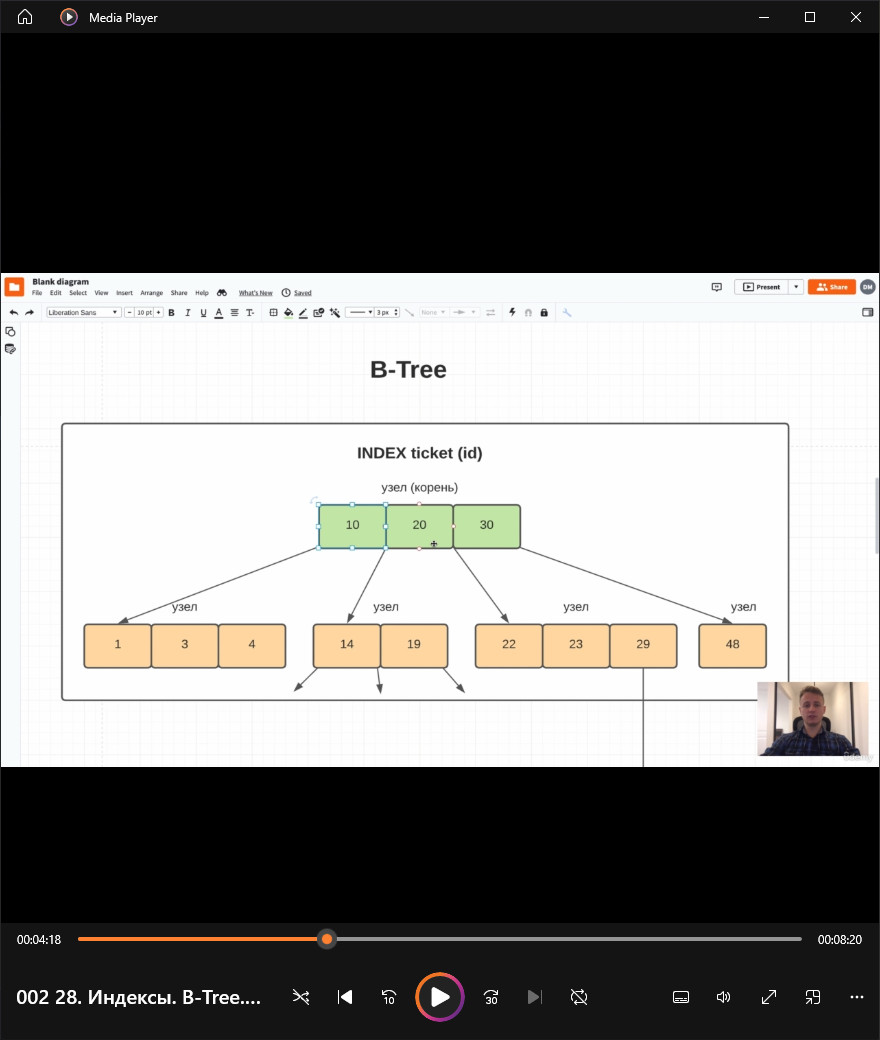 Media Player
Blank diagram
File Edit Select View Insert Arrange Share Help What's New Saved
Present Share DM
Liberation Sans - 10 pt + B I U A T 3 px None
B-Tree
INDEX ticket (id)
узел (корень)
10 20 30
узел узел узел узел
1 3 4 14 19 22 23 29 48
ûdemy
00:04:18 00:08:20
002 28. Индексы. B-Tree.... 10 30